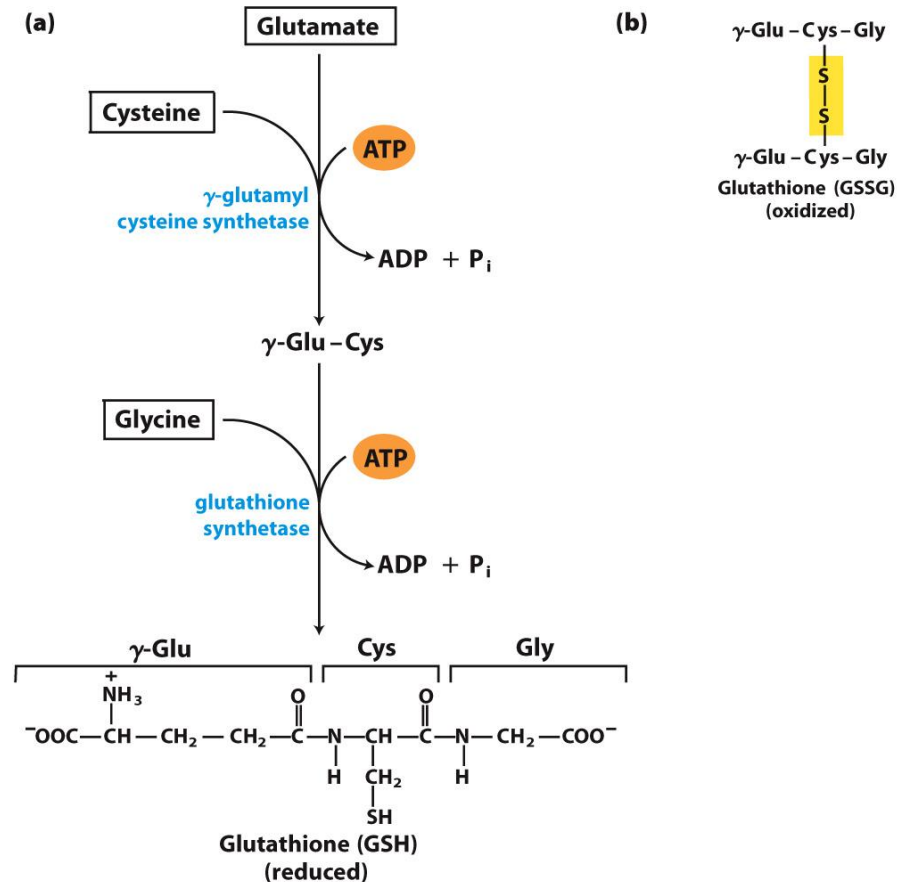 (a)
Glutamate
Cysteine
ATP
γ-glutamyl
cysteine synthetase
ADP + Pi
γ-Glu – Cys
Glycine
ATP
glutathione
synthetase
ADP + Pi
γ-Glu Cys Gly
+
NH3 O O
⁻OOC—CH—CH2—CH2—C—N—CH—C—N—CH2—COO⁻
H CH2 H
SH
Glutathione (GSH)
(reduced)
(b)
γ-Glu – Cys – Gly
S
S
γ-Glu – Cys – Gly
Glutathione (GSSG)
(oxidized)